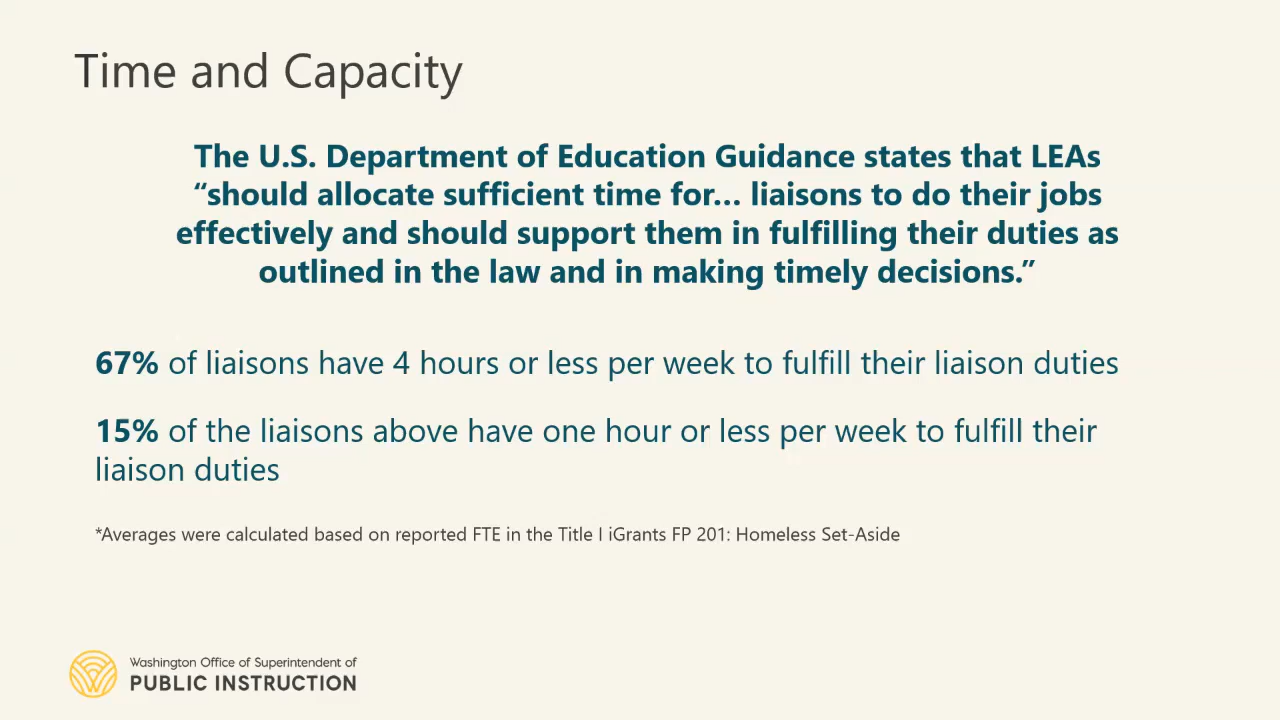 Time and Capacity
The U.S. Department of Education Guidance states that LEAs
“should allocate sufficient time for... liaisons to do their jobs
effectively and should support them in fulfilling their duties as
outlined in the law and in making timely decisions.”
67% of liaisons have 4 hours or less per week to fulfill their liaison duties
15% of the liaisons above have one hour or less per week to fulfill their
liaison duties
*Averages were calculated based on reported FTE in the Title I iGrants FP 201: Homeless Set-Aside
Washington Office of Superintendent of
PUBLIC INSTRUCTION